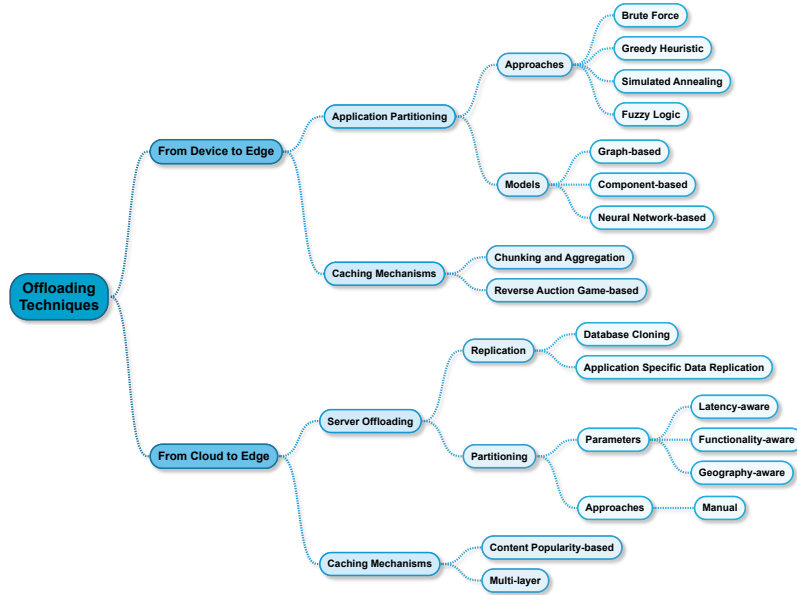 Offloading
Techniques
From Device to Edge
Application Partitioning
Approaches
Brute Force
Greedy Heuristic
Simulated Annealing
Fuzzy Logic
Models
Graph-based
Component-based
Neural Network-based
Caching Mechanisms
Chunking and Aggregation
Reverse Auction Game-based
From Cloud to Edge
Server Offloading
Replication
Database Cloning
Application Specific Data Replication
Partitioning
Parameters
Latency-aware
Functionality-aware
Geography-aware
Approaches
Manual
Caching Mechanisms
Content Popularity-based
Multi-layer